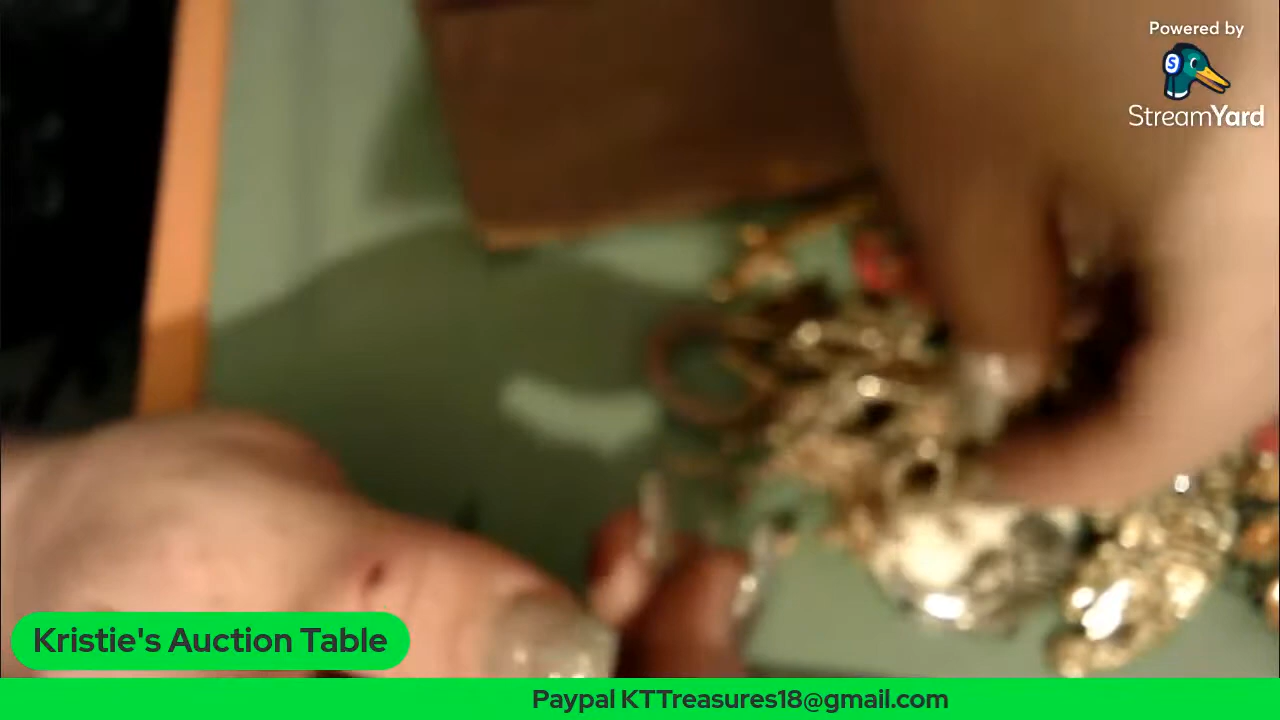 Powered by
S
StreamYard
Kristie's Auction Table
Paypal KTTreasures18@gmail.com